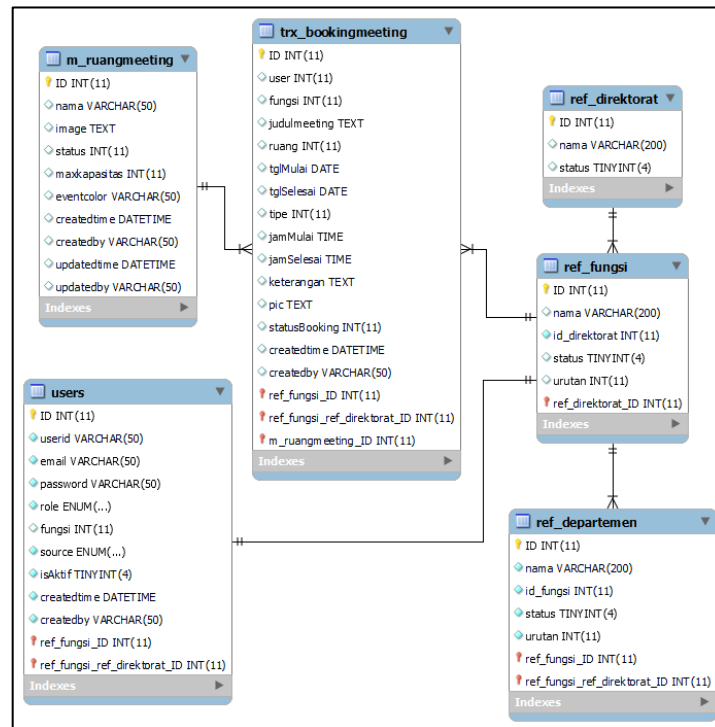 m_ruangmeeting
ID INT(11)
nama VARCHAR(50)
image TEXT
status INT(11)
maxkapasitas INT(11)
eventcolor VARCHAR(50)
createdtime DATETIME
createdby VARCHAR(50)
updatedtime DATETIME
updatedby VARCHAR(50)
Indexes
trx_bookingmeeting
ID INT(11)
user INT(11)
fungsi INT(11)
judulmeeting TEXT
ruang INT(11)
tglMulai DATE
tglSelesai DATE
tipe INT(11)
jamMulai TIME
jamSelesai TIME
keterangan TEXT
pic TEXT
statusBooking INT(11)
createdtime DATETIME
createdby VARCHAR(50)
ref_fungsi_ID INT(11)
ref_fungsi_ref_direktorat_ID INT(11)
m_ruangmeeting_ID INT(11)
Indexes
ref_direktorat
ID INT(11)
nama VARCHAR(200)
status TINYINT(4)
Indexes
ref_fungsi
ID INT(11)
nama VARCHAR(200)
id_direktorat INT(11)
status TINYINT(4)
urutan INT(11)
ref_direktorat_ID INT(11)
Indexes
users
ID INT(11)
userid VARCHAR(50)
email VARCHAR(50)
password VARCHAR(50)
role ENUM(...)
fungsi INT(11)
source ENUM(...)
isAktif TINYINT(4)
createdtime DATETIME
createdby VARCHAR(50)
ref_fungsi_ID INT(11)
ref_fungsi_ref_direktorat_ID INT(11)
Indexes
ref_departemen
ID INT(11)
nama VARCHAR(200)
id_fungsi INT(11)
status TINYINT(4)
urutan INT(11)
ref_fungsi_ID INT(11)
ref_fungsi_ref_direktorat_ID INT(11)
Indexes